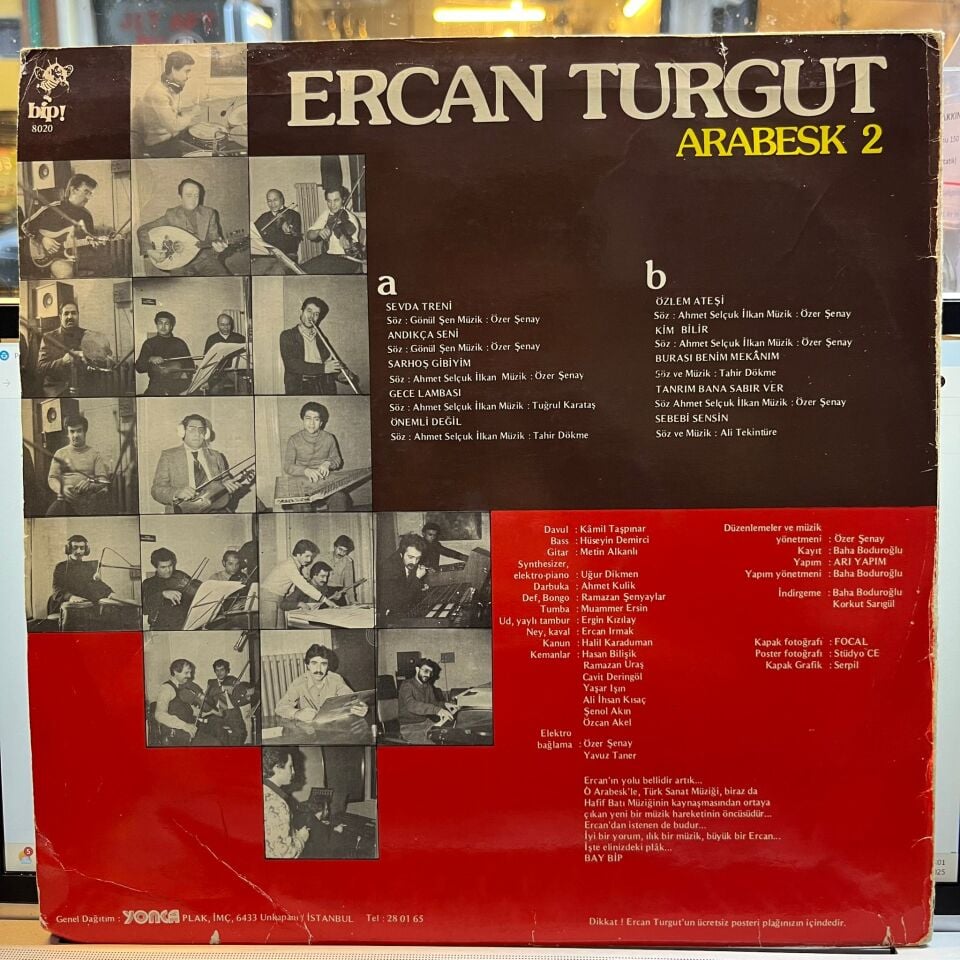 bip!
8020
ERCAN TURGUT
ARABESK 2
a
SEVDA TRENİ
Söz : Gönül Şen Müzik : Özer Şenay
ANDIKÇA SENİ
Söz : Gönül Şen Müzik : Özer Şenay
SARHOŞ GİBİYİM
Söz : Ahmet Selçuk İlkan Müzik : Özer Şenay
GECE LAMBASI
Söz : Ahmet Selçuk İlkan Müzik : Tuğrul Karataş
ÖNEMLİ DEĞİL
Söz : Ahmet Selçuk İlkan Müzik : Tahir Dökme
b
ÖZLEM ATEŞİ
Söz : Ahmet Selçuk İlkan Müzik : Özer Şenay
KİM BİLİR
Söz : Ahmet Selçuk İlkan Müzik : Özer Şenay
BURASI BENİM MEKÂNIM
Söz ve Müzik : Tahir Dökme
TANRIM BANA SABIR VER
Söz Ahmet Selçuk İlkan Müzik : Özer Şenay
SEBEBİ SENSİN
Söz ve Müzik : Ali Tekintüre
Davul : Kâmil Taşpınar
Bass : Hüseyin Demirci
Gitar : Metin Alkanlı
Synthesizer,
elektro-piano : Uğur Dikmen
Darbuka : Ahmet Kulik
Def, Bongo : Ramazan Şenyaylar
Tumba : Muammer Ersin
Ud, yaylı tambur : Ergin Kızılay
Ney, kaval : Ercan Irmak
Kanun : Halil Karaduman
Kemanlar : Hasan Bilişik
Ramazan Uraş
Cavit Deringöl
Yaşar Işın
Ali İhsan Kısaç
Şenol Akın
Özcan Akel
Elektro
bağlama : Özer Şenay
Yavuz Taner
Düzenlemeler ve müzik
yönetmeni : Özer Şenay
Kayıt : Baha Boduroğlu
Yapım : ARI YAPIM
Yapım yönetmeni : Baha Boduroğlu
İndirgeme : Baha Boduroğlu
Korkut Sarıgül
Kapak fotoğrafı : FOCAL
Poster fotoğrafı : Stüdyo CE
Kapak Grafik : Serpil
Ercan'ın yolu bellidir artık...
O Arabesk'le, Türk Sanat Müziği, biraz da
Hafif Batı Müziğinin kaynaşmasından ortaya
çıkan yeni bir müzik hareketinin öncüsüdür...
Ercan'dan istenen de budur...
İyi bir yorum, ılık bir müzik, büyük bir Ercan...
İşte elinizdeki plâk...
BAY BİP
Genel Dağıtım : YONCA PLAK, İMÇ, 6433 Unkapanı / İSTANBUL Tel : 28 01 65
Dikkat ! Ercan Turgut'un ücretsiz posteri plağınızın içindedir.